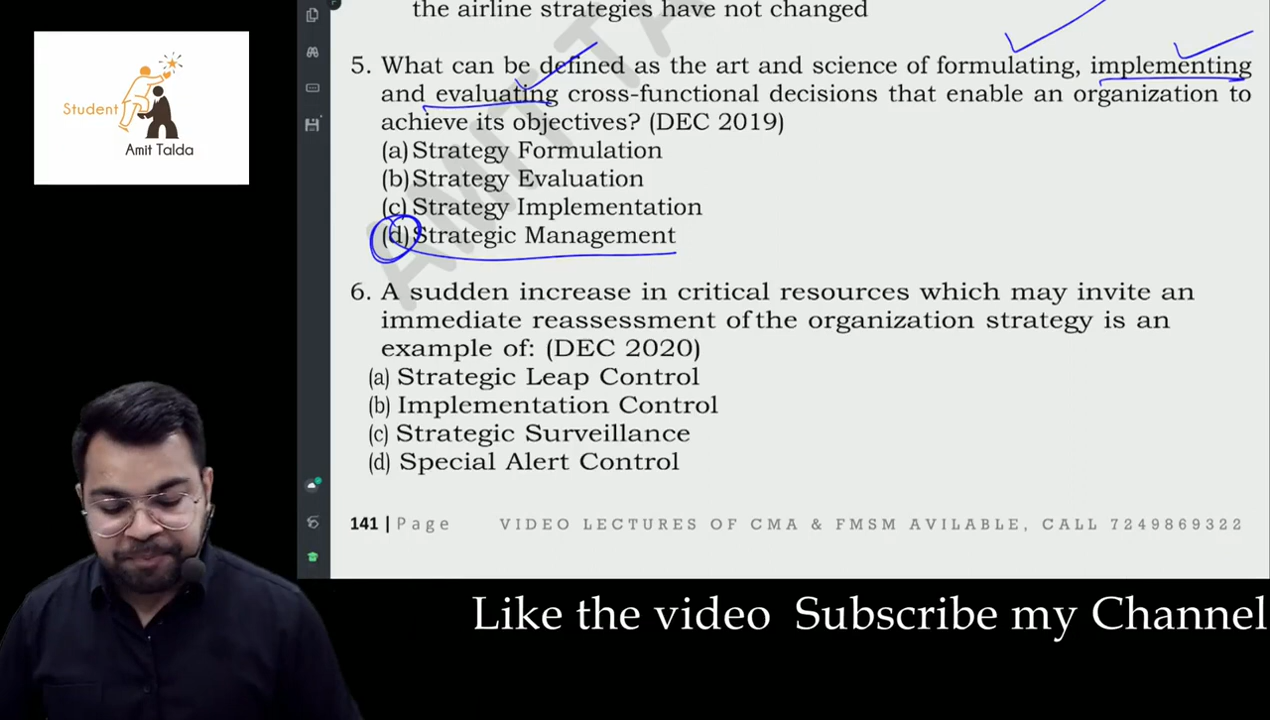 the airline strategies have not changed
Student
Amit Talda
5. What can be defined as the art and science of formulating, implementing
and evaluating cross-functional decisions that enable an organization to
achieve its objectives? (DEC 2019)
(a) Strategy Formulation
(b) Strategy Evaluation
(c) Strategy Implementation
(d) Strategic Management
6. A sudden increase in critical resources which may invite an
immediate reassessment of the organization strategy is an
example of: (DEC 2020)
(a) Strategic Leap Control
(b) Implementation Control
(c) Strategic Surveillance
(d) Special Alert Control
141 | Page VIDEO LECTURES OF CMA & FMSM AVILABLE, CALL 7249869322
AMIT TA
Like the video Subscribe my Channel